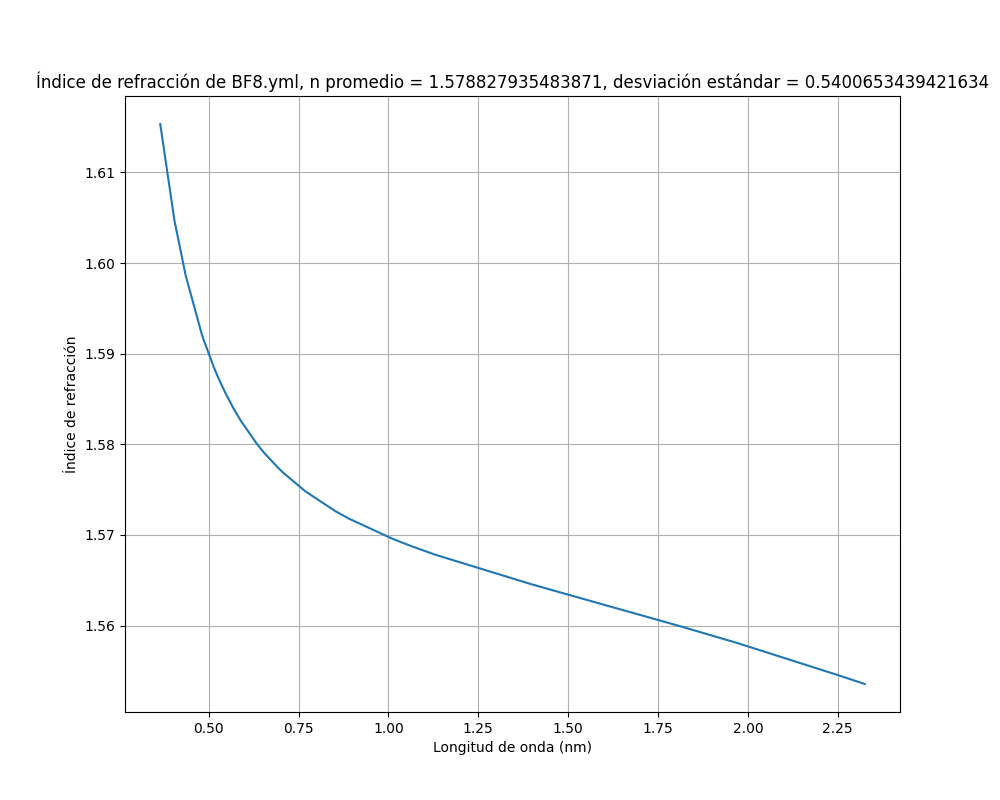 Índice de refracción de BF8.yml, n promedio = 1.578827935483871, desviación estándar = 0.5400653439421634
1.61
1.60
1.59
1.58
1.57
1.56
Índice de refracción
0.50 0.75 1.00 1.25 1.50 1.75 2.00 2.25
Longitud de onda (nm)